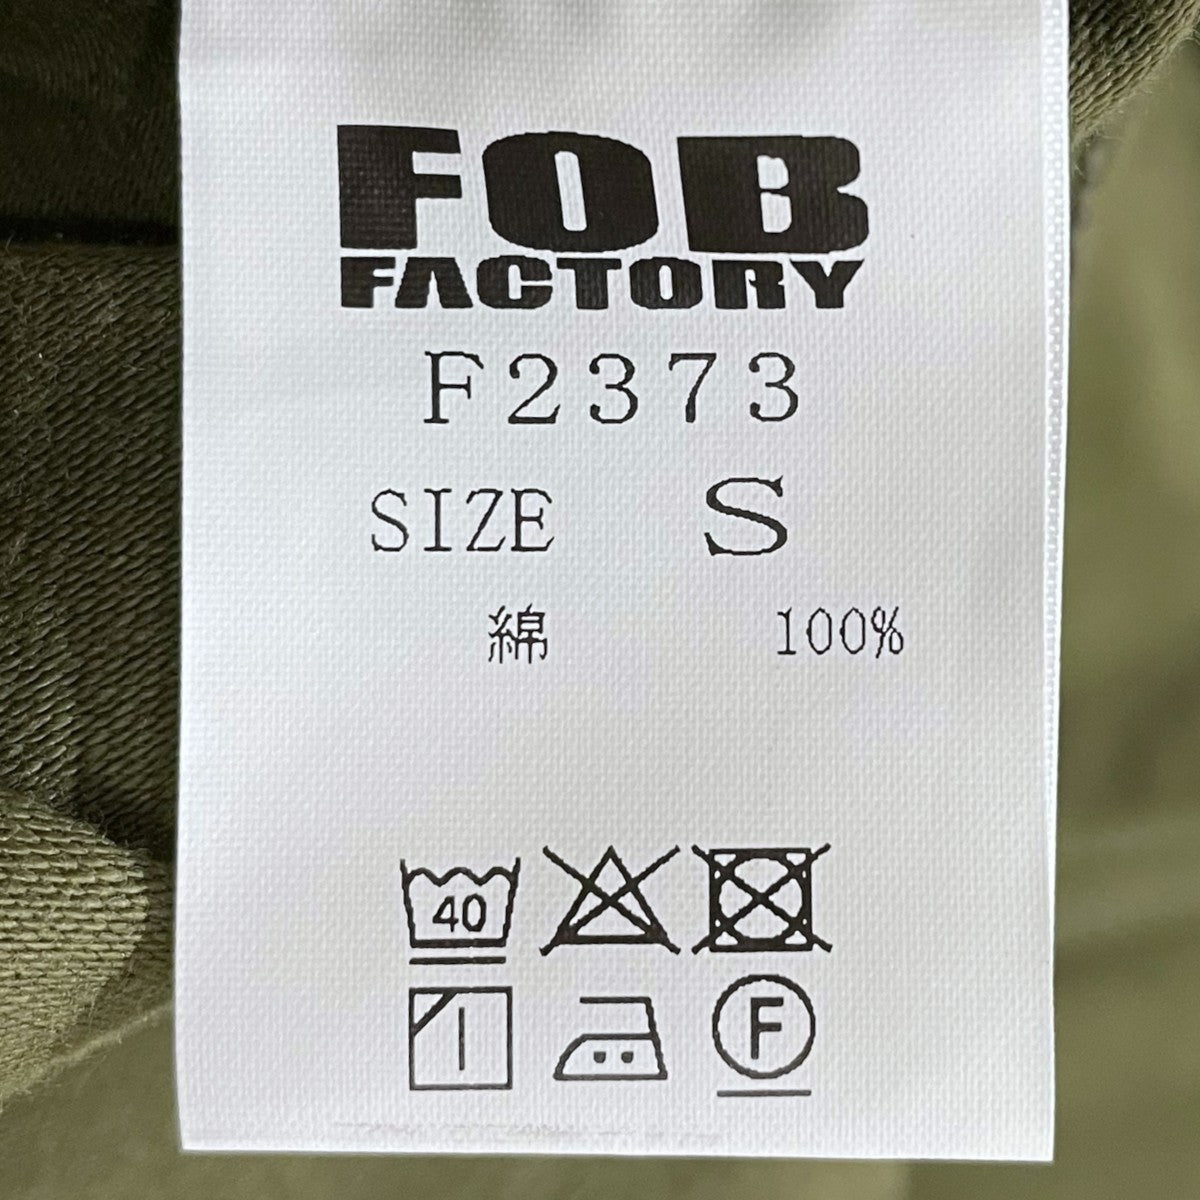 FOB
FACTORY
F2373
SIZE S
綿 100%
40
F